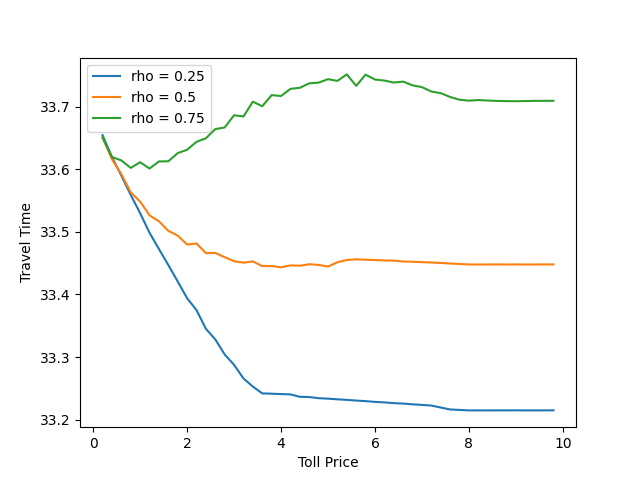 rho = 0.25
rho = 0.5
rho = 0.75
33.7
33.6
33.5
33.4
33.3
33.2
Travel Time
0
2
4
6
8
10
Toll Price